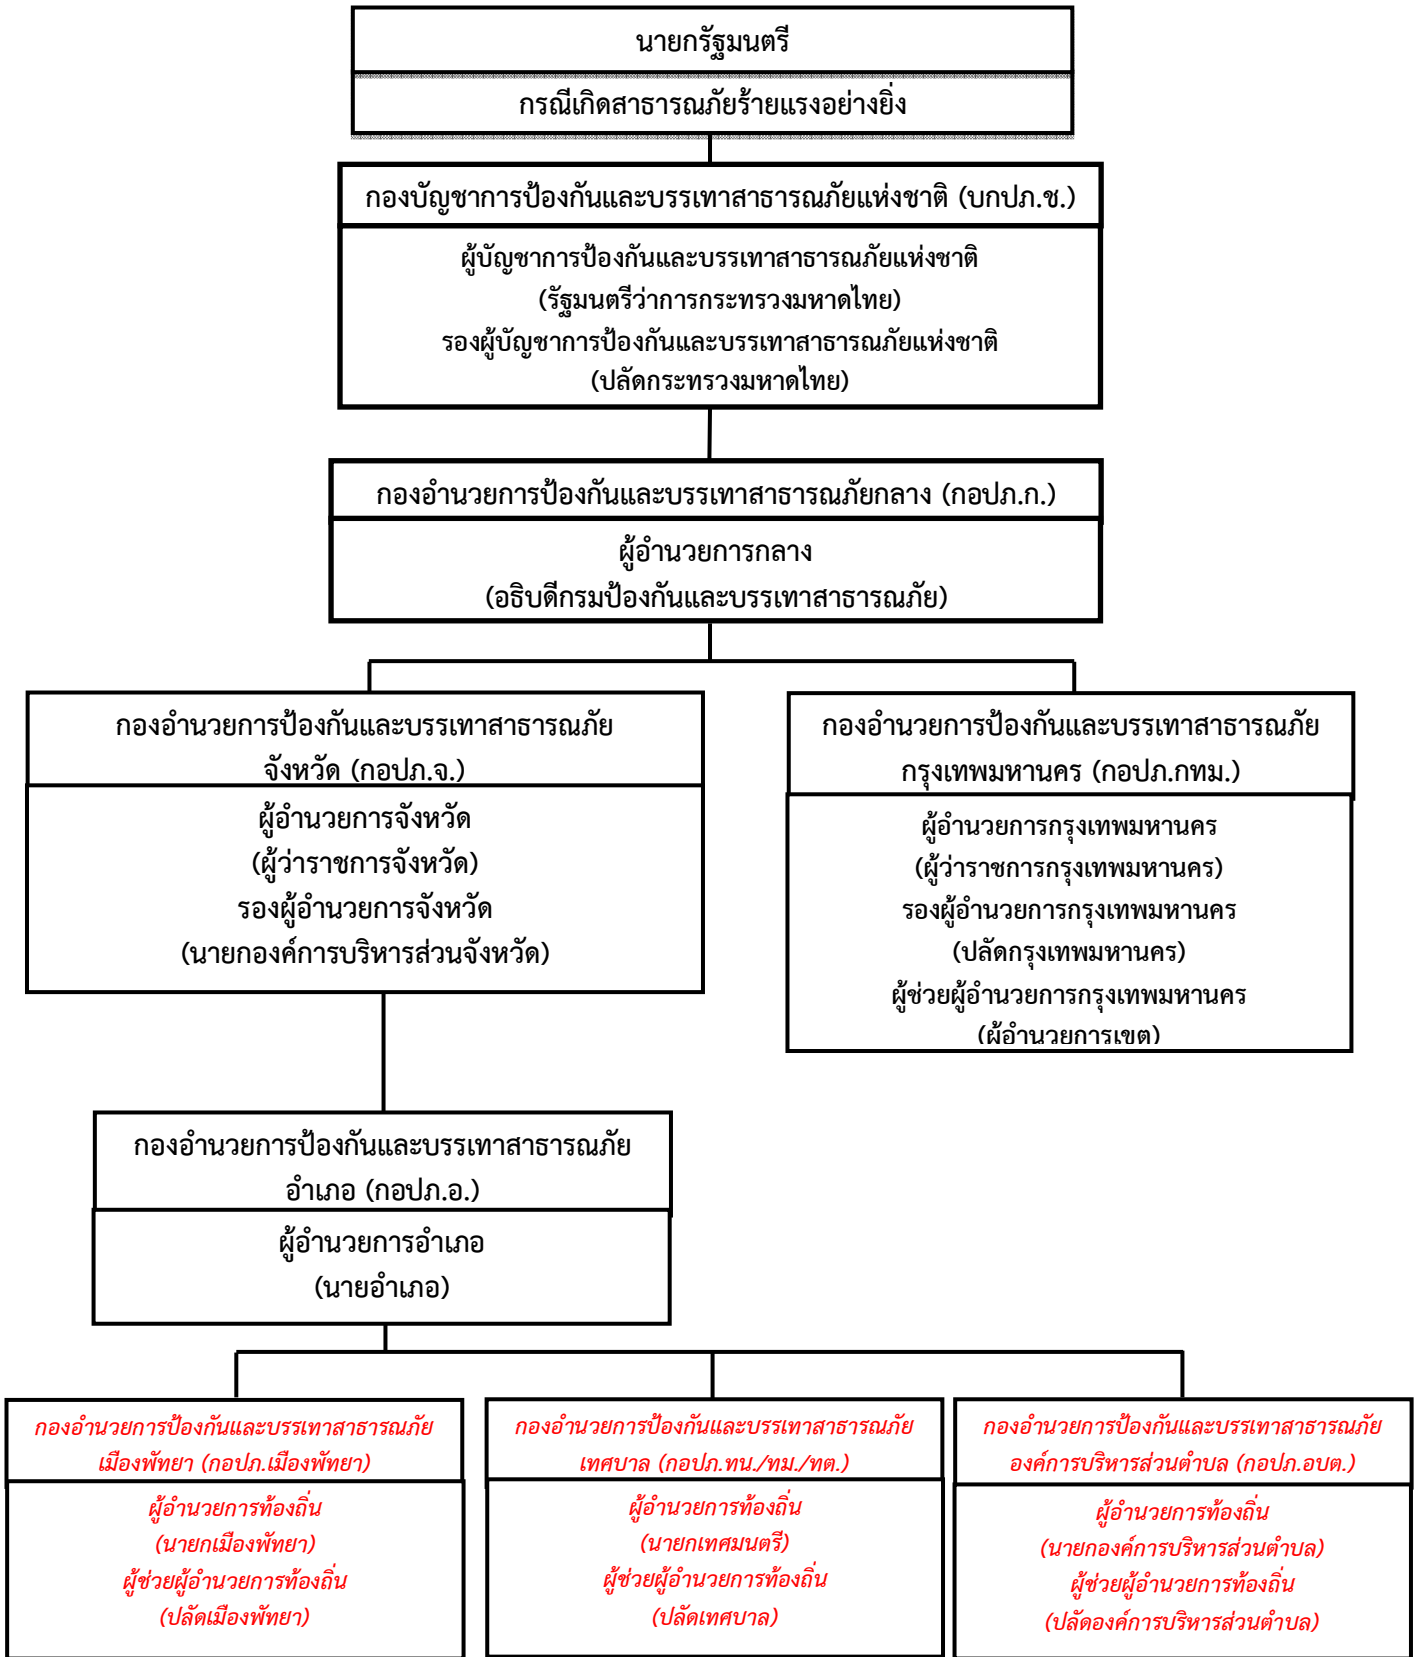 นายกรัฐมนตรี
กรณีเกิดสาธารณภัยร้ายแรงอย่างยิ่ง
กองบัญชาการป้องกันและบรรเทาสาธารณภัยแห่งชาติ (บกปภ.ช.)
ผู้บัญชาการป้องกันและบรรเทาสาธารณภัยแห่งชาติ
(รัฐมนตรีว่าการกระทรวงมหาดไทย)
รองผู้บัญชาการป้องกันและบรรเทาสาธารณภัยแห่งชาติ
(ปลัดกระทรวงมหาดไทย)
กองอำนวยการป้องกันและบรรเทาสาธารณภัยกลาง (กอปภ.ก.)
ผู้อำนวยการกลาง
(อธิบดีกรมป้องกันและบรรเทาสาธารณภัย)
กองอำนวยการป้องกันและบรรเทาสาธารณภัย
จังหวัด (กอปภ.จ.)
ผู้อำนวยการจังหวัด
(ผู้ว่าราชการจังหวัด)
รองผู้อำนวยการจังหวัด
(นายกองค์การบริหารส่วนจังหวัด)
กองอำนวยการป้องกันและบรรเทาสาธารณภัย
กรุงเทพมหานคร (กอปภ.กทม.)
ผู้อำนวยการกรุงเทพมหานคร
(ผู้ว่าราชการกรุงเทพมหานคร)
รองผู้อำนวยการกรุงเทพมหานคร
(ปลัดกรุงเทพมหานคร)
ผู้ช่วยผู้อำนวยการกรุงเทพมหานคร
(ผู้อำนวยการเขต)
กองอำนวยการป้องกันและบรรเทาสาธารณภัย
อำเภอ (กอปภ.อ.)
ผู้อำนวยการอำเภอ
(นายอำเภอ)
กองอำนวยการป้องกันและบรรเทาสาธารณภัย
เมืองพัทยา (กอปภ.เมืองพัทยา)
ผู้อำนวยการท้องถิ่น
(นายกเมืองพัทยา)
ผู้ช่วยผู้อำนวยการท้องถิ่น
(ปลัดเมืองพัทยา)
กองอำนวยการป้องกันและบรรเทาสาธารณภัย
เทศบาล (กอปภ.ทน./ทม./ทต.)
ผู้อำนวยการท้องถิ่น
(นายกเทศมนตรี)
ผู้ช่วยผู้อำนวยการท้องถิ่น
(ปลัดเทศบาล)
กองอำนวยการป้องกันและบรรเทาสาธารณภัย
องค์การบริหารส่วนตำบล (กอปภ.อบต.)
ผู้อำนวยการท้องถิ่น
(นายกองค์การบริหารส่วนตำบล)
ผู้ช่วยผู้อำนวยการท้องถิ่น
(ปลัดองค์การบริหารส่วนตำบล)